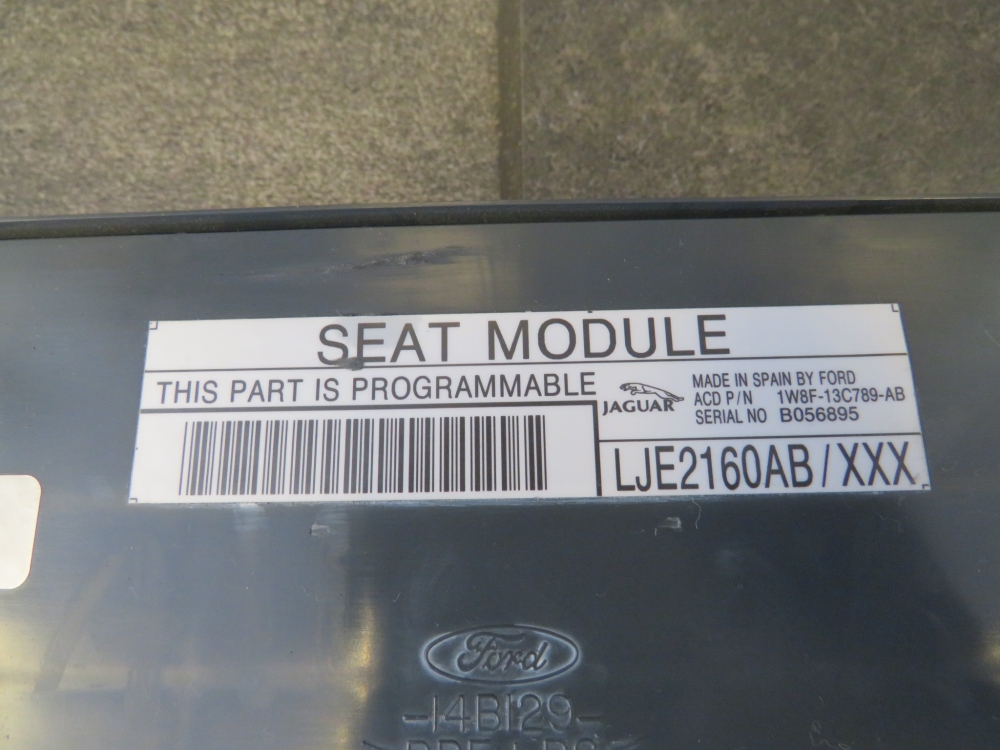 SEAT MODULE
THIS PART IS PROGRAMMABLE
JAGUAR
MADE IN SPAIN BY FORD
ACD P/N 1W8F-13C789-AB
SERIAL NO B056895
LJE2160AB/XXX
Ford
-14B129-